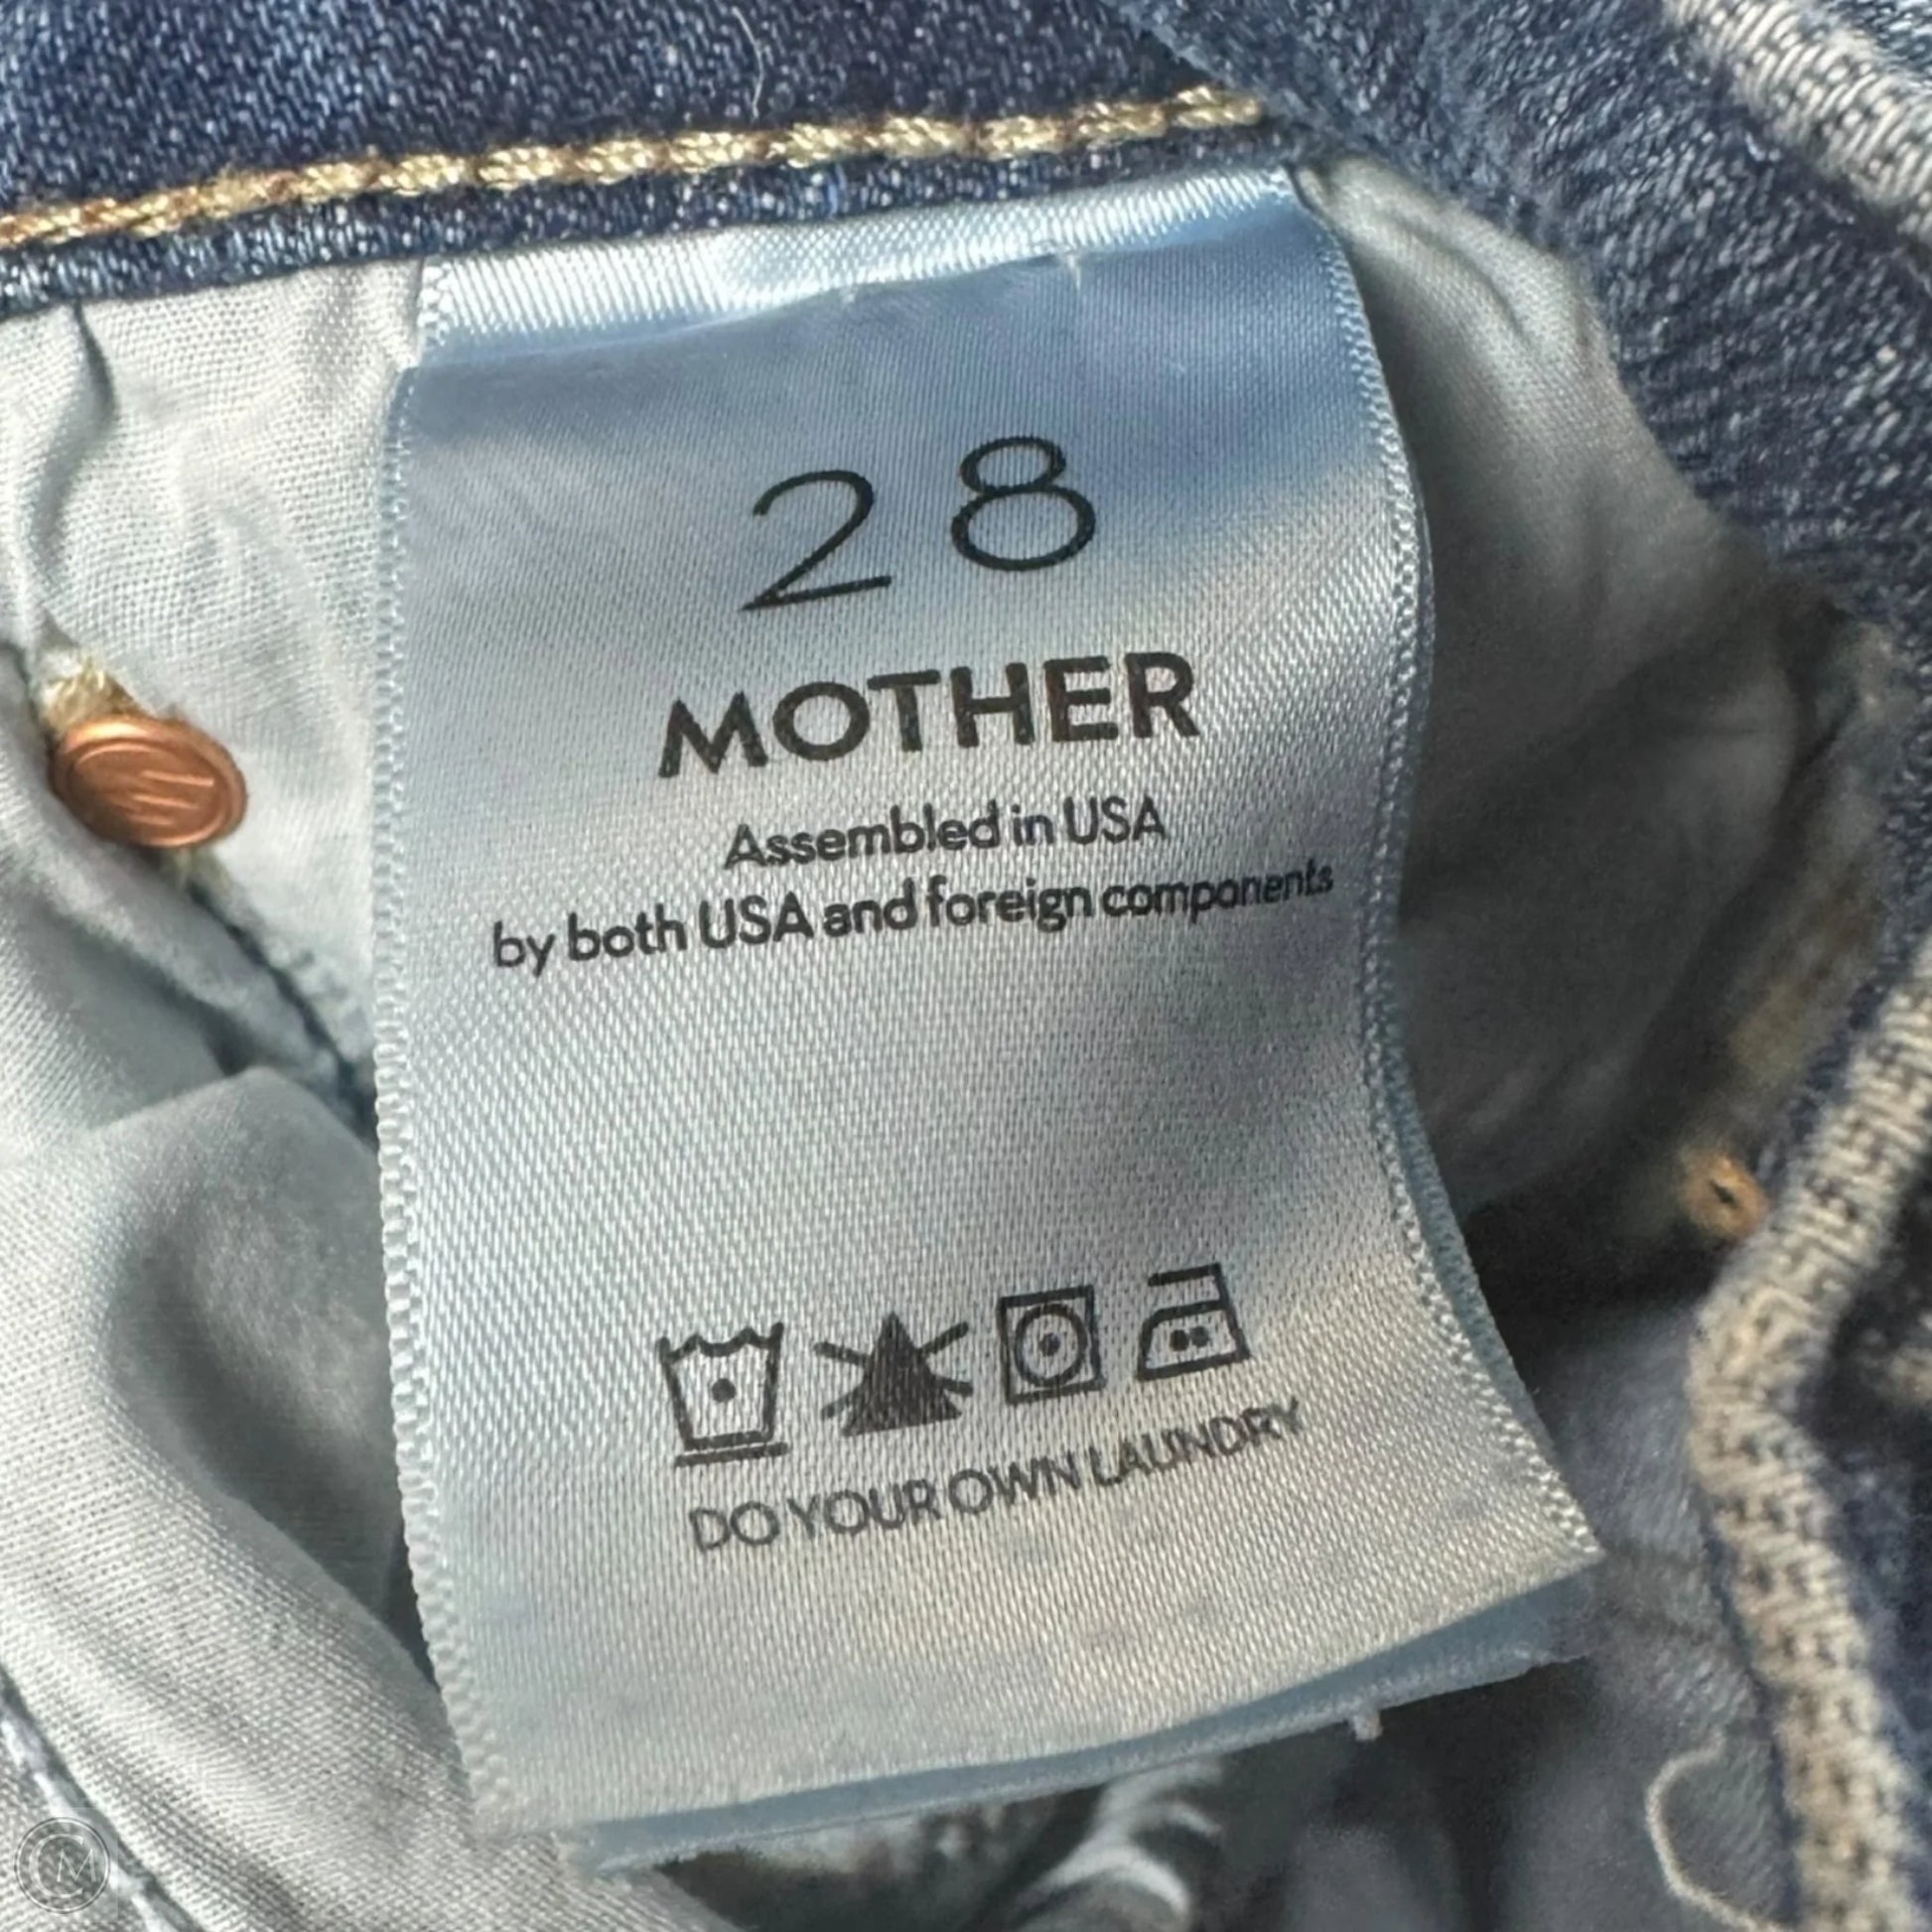 28
MOTHER
Assembled in USA
by both USA and foreign components
DO YOUR OWN LAUNDRY